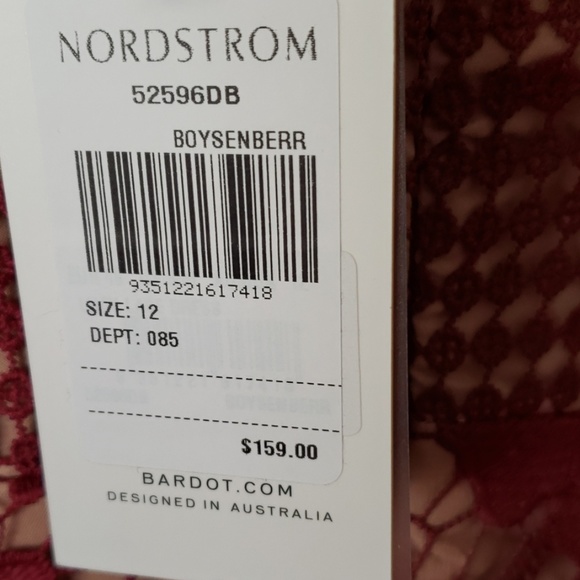 NORDSTROM
52596DB
BOYSENBERR
9351221617418
SIZE: 12
DEPT: 085
$159.00
BARDOT.COM
DESIGNED IN AUSTRALIA